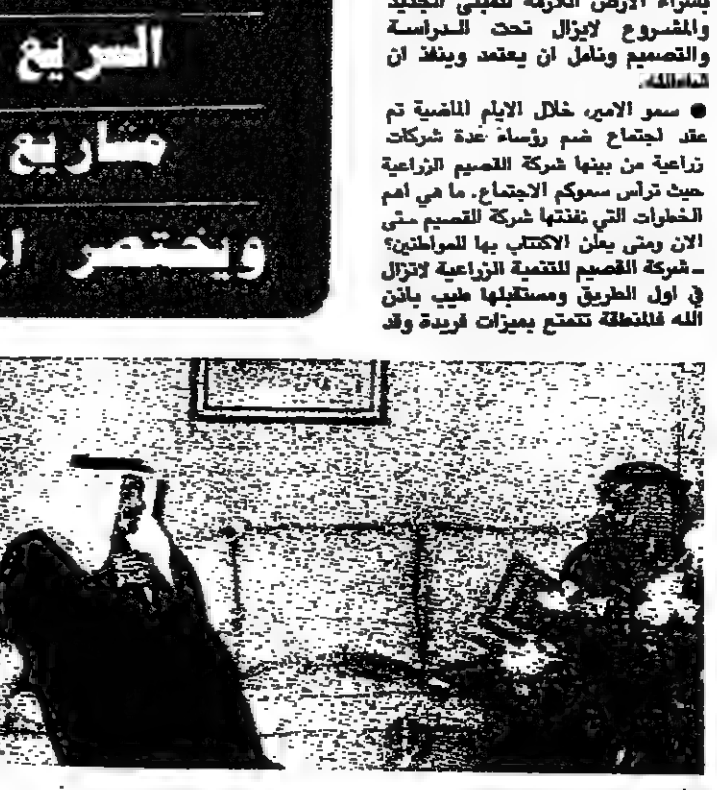 بشراء الأرض اللازمة للمبنى الجديد
والمشروع لايزال تحت الدراسة
والتصميم ونأمل ان يعتمد وينفذ ان
شاءالله.
● سمو الامير، خلال الايام الماضية تم
عقد اجتماع ضم رؤساء عدة شركات
زراعية من بينها شركة القصيم الزراعية
حيث ترأس سموكم الاجتماع. ما هي اهم
الخطوات التي نفذتها شركة القصيم حتى
الان ومتى يعلن الاكتتاب بها للمواطنين؟
ـ شركة القصيم للتنمية الزراعية لاتزال
في اول الطريق ومستقبلها طيب باذن
الله فالمنطقة تتمتع بميزات فريدة وقد
السريع
مشاريع
ويختصر